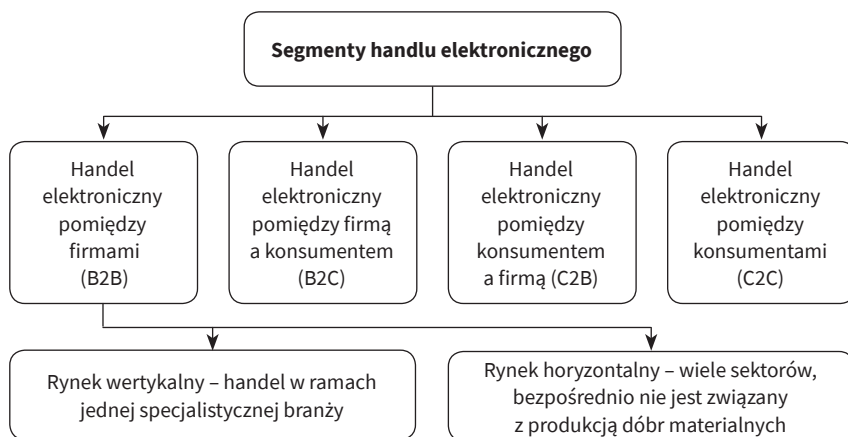 Segmenty handlu elektronicznego
Handel
elektroniczny
pomiędzy
firmami
(B2B)
Handel
elektroniczny
pomiędzy firmą
a konsumentem
(B2C)
Handel
elektroniczny
pomiędzy
konsumentem
a firmą (C2B)
Handel
elektroniczny
pomiędzy
konsumentami
(C2C)
Rynek wertykalny – handel w ramach
jednej specjalistycznej branży
Rynek horyzontalny – wiele sektorów,
bezpośrednio nie jest związany
z produkcją dóbr materialnych